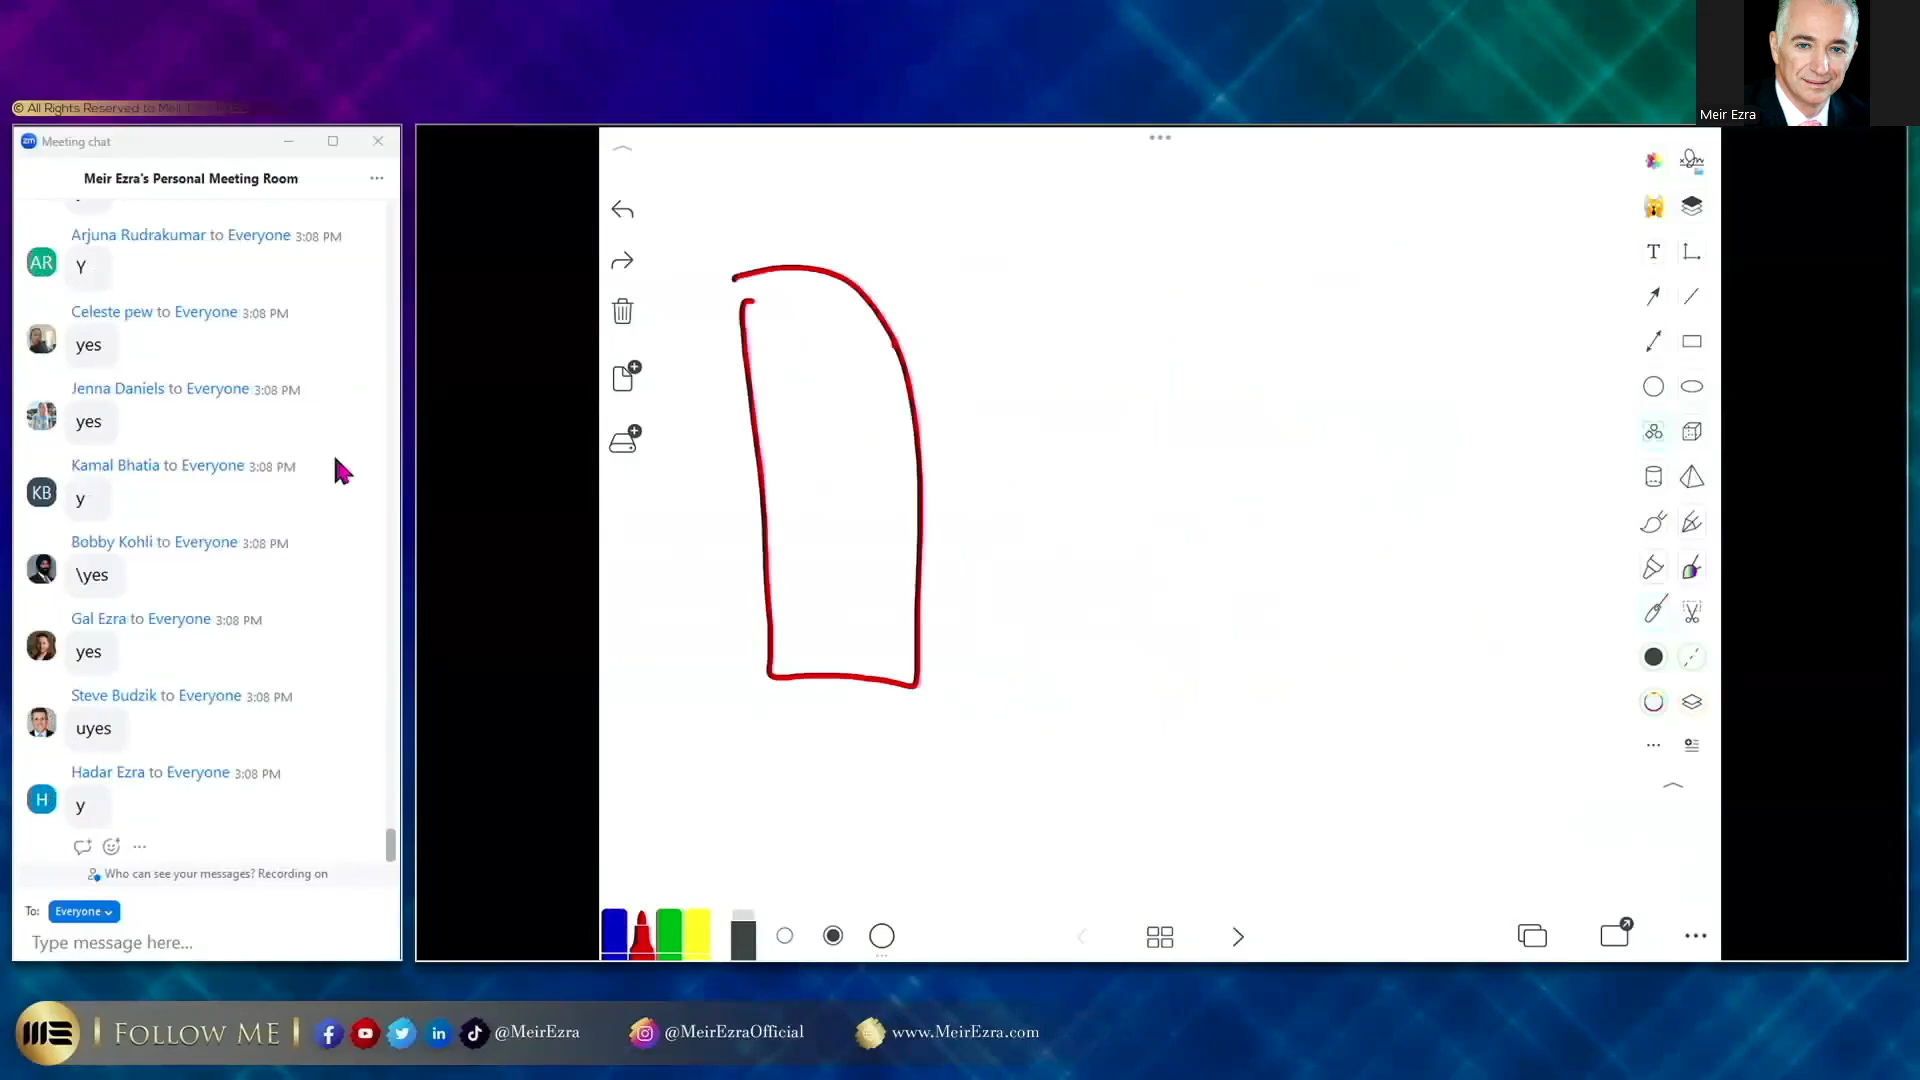 © All Rights Reserved to Meir
Meir Ezra
zm Meeting chat
Meir Ezra's Personal Meeting Room
Arjuna Rudrakumar to Everyone 3:08 PM
AR
Y
Celeste pew to Everyone 3:08 PM
yes
Jenna Daniels to Everyone 3:08 PM
yes
Kamal Bhatia to Everyone 3:08 PM
KB
y
Bobby Kohli to Everyone 3:08 PM
\yes
Gal Ezra to Everyone 3:08 PM
yes
Steve Budzik to Everyone 3:08 PM
uyes
Hadar Ezra to Everyone 3:08 PM
H
y
Who can see your messages? Recording on
To: Everyone
Type message here...
T
ME FOLLOW ME @MeirEzra @MeirEzraOfficial www.MeirEzra.com